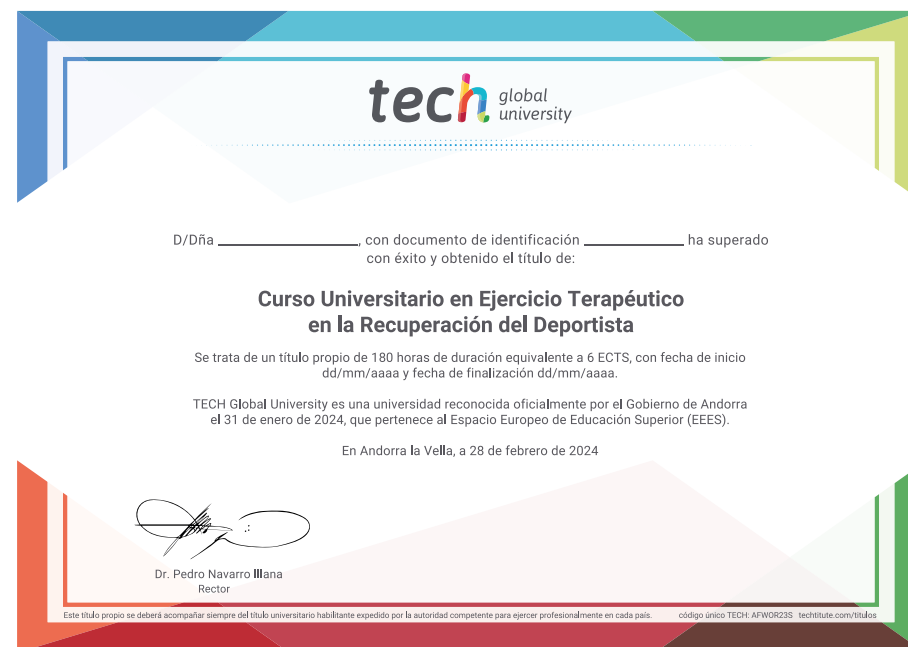 tech global university
D/Dña ____________________, con documento de identificación ______________ ha superado
con éxito y obtenido el título de:
Curso Universitario en Ejercicio Terapéutico
en la Recuperación del Deportista
Se trata de un título propio de 180 horas de duración equivalente a 6 ECTS, con fecha de inicio
dd/mm/aaaa y fecha de finalización dd/mm/aaaa.
TECH Global University es una universidad reconocida oficialmente por el Gobierno de Andorra
el 31 de enero de 2024, que pertenece al Espacio Europeo de Educación Superior (EEES).
En Andorra la Vella, a 28 de febrero de 2024
Dr. Pedro Navarro Illana
Rector
Este título propio se deberá acompañar siempre del título universitario habilitante expedido por la autoridad competente para ejercer profesionalmente en cada país. código único TECH: AFWOR23S techtitute.com/titulos